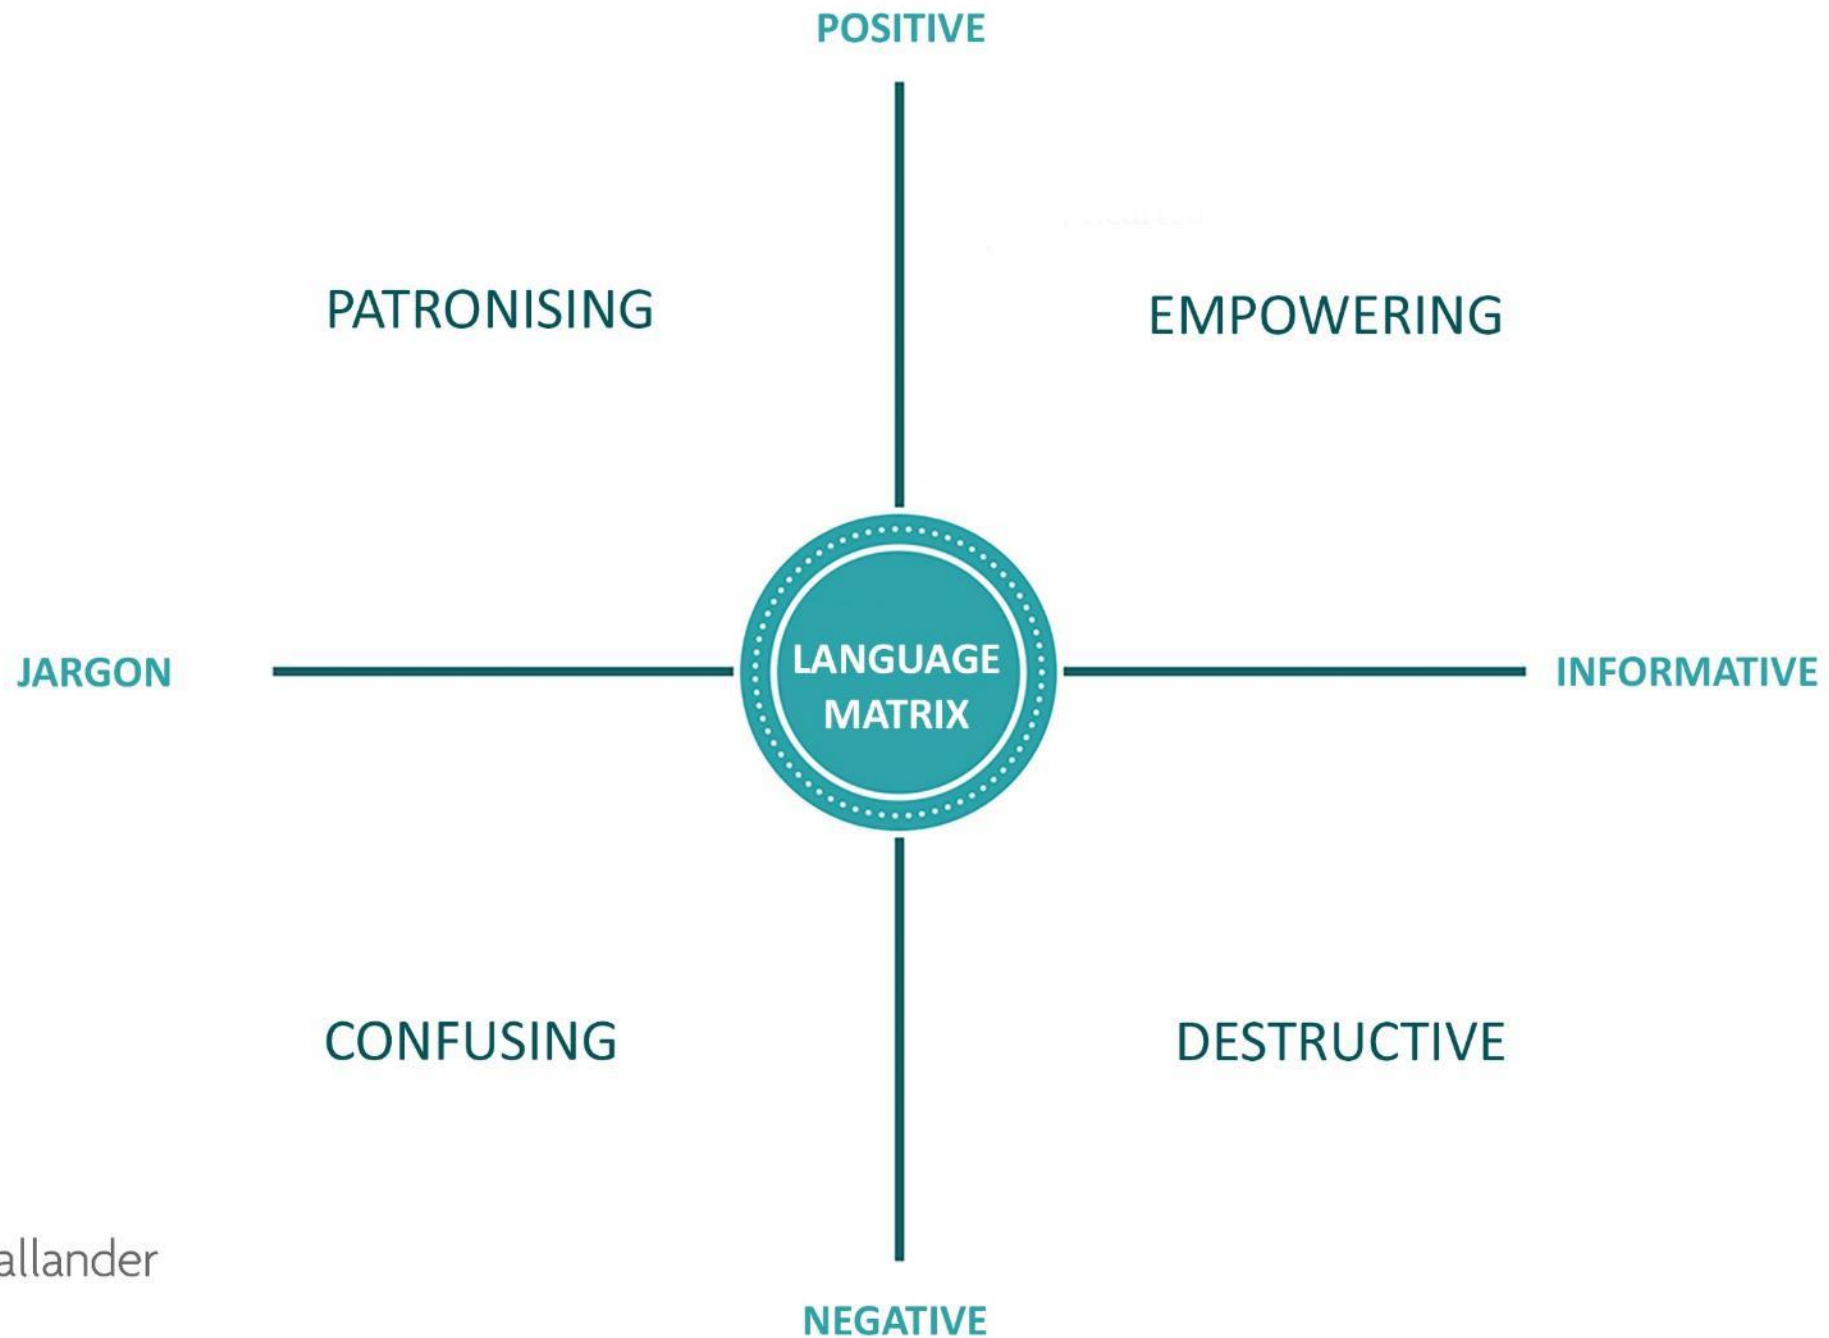 POSITIVE
PATRONISING
EMPOWERING
JARGON
LANGUAGE
MATRIX
INFORMATIVE
CONFUSING
DESTRUCTIVE
allander
NEGATIVE